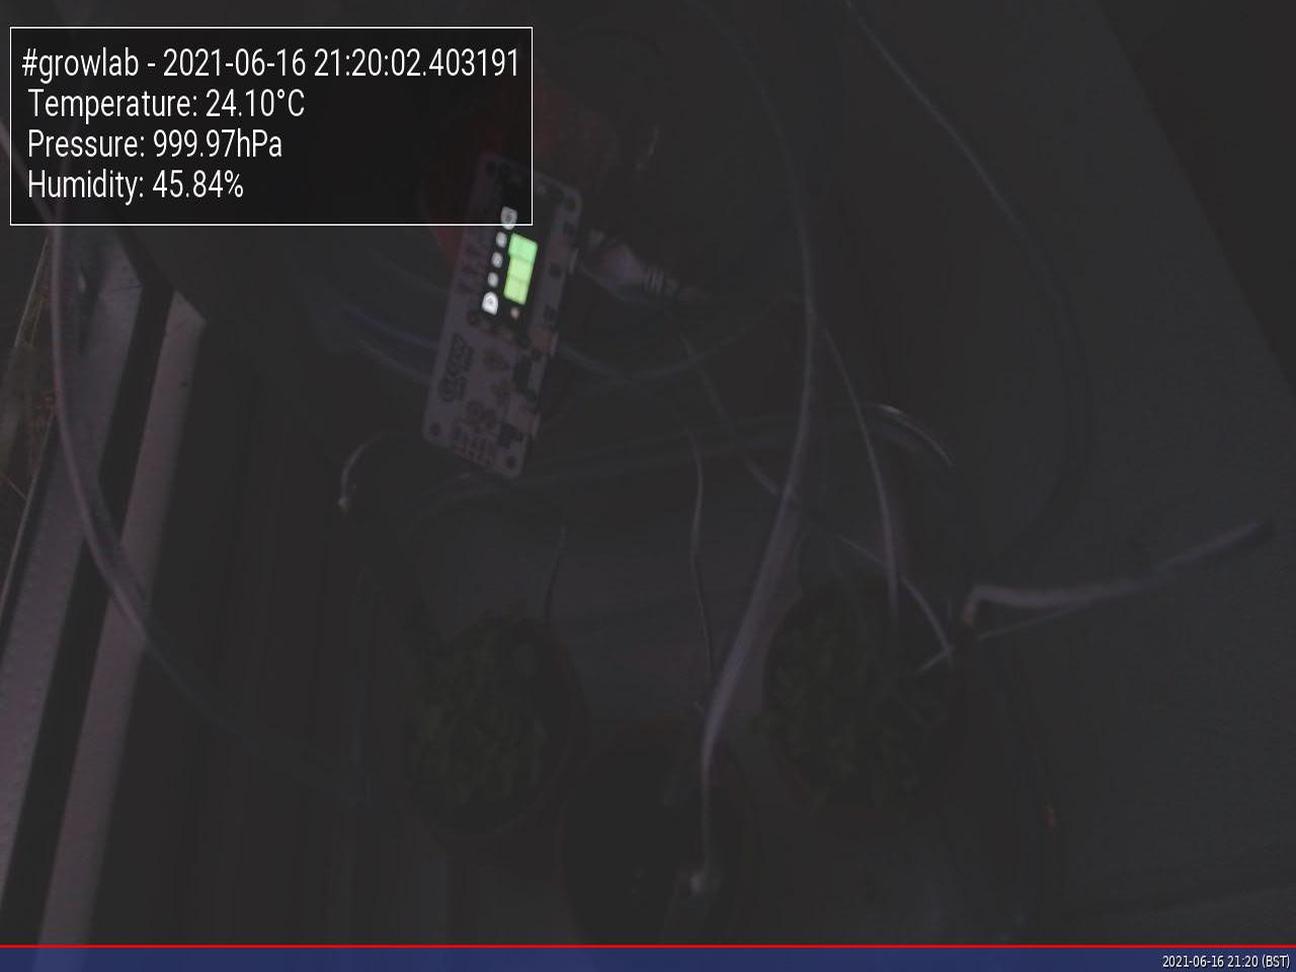 #growlab - 2021-06-16 21:20:02.403191
Temperature: 24.10°C
Pressure: 999.97hPa
Humidity: 45.84%
2021-06-16 21:20 (BST)